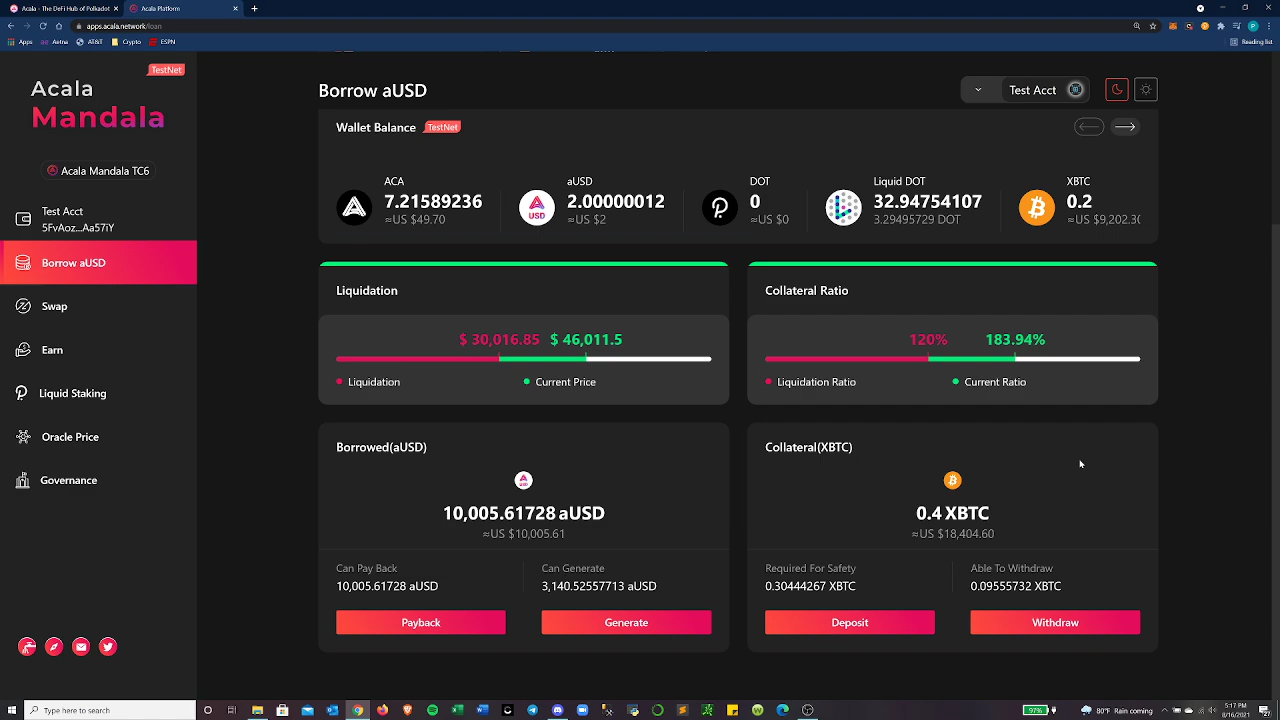 Acala - The DeFi Hub of Polkadot
Acala Platform
apps.acala.network/loan
Apps
Aetna
AT&T
Crypto
ESPN
Reading list
TestNet
Acala
Mandala
Acala Mandala TC6
Test Acct
5FvAoz...Aa57iY
Borrow aUSD
Swap
Earn
Liquid Staking
Oracle Price
Governance
Borrow aUSD
Test Acct
Wallet Balance
TestNet
ACA
7.21589236
≈US $49.70
aUSD
2.00000012
≈US $2
DOT
0
≈US $0
Liquid DOT
32.94754107
3.29495729 DOT
XBTC
0.2
≈US $9,202.3
Liquidation
$ 30,016.85 $ 46,011.5
Liquidation
Current Price
Collateral Ratio
120% 183.94%
Liquidation Ratio
Current Ratio
Borrowed(aUSD)
10,005.61728 aUSD
≈US $10,005.61
Can Pay Back
10,005.61728 aUSD
Can Generate
3,140.52557713 aUSD
Payback
Generate
Collateral(XBTC)
0.4 XBTC
≈US $18,404.60
Required For Safety
0.30444267 XBTC
Able To Withdraw
0.09555732 XBTC
Deposit
Withdraw
Type here to search
97%
80°F Rain coming
5:17 PM
8/16/2021